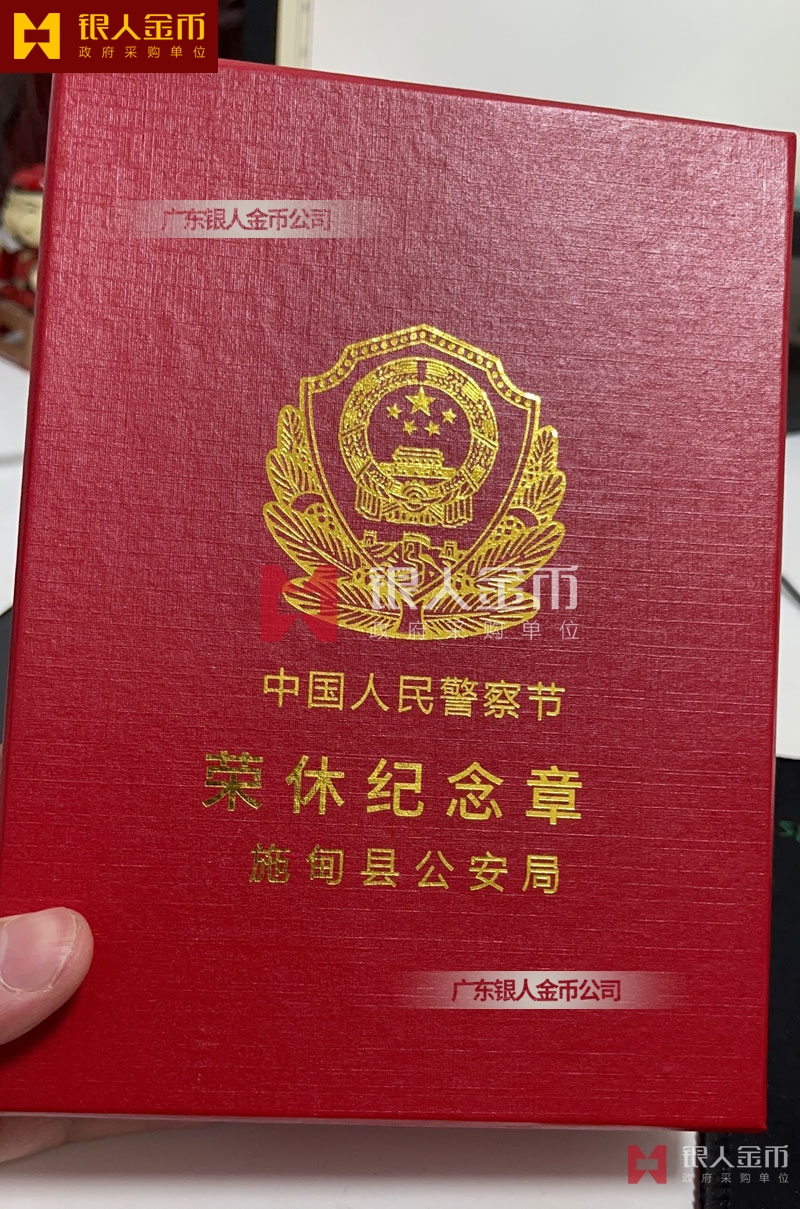 银人金币
政府采购单位
广东银人金币公司
银人金币
政府采购单位
中国人民警察节
荣休纪念章
施甸县公安局
广东银人金币公司
银人金币
政府采购单位